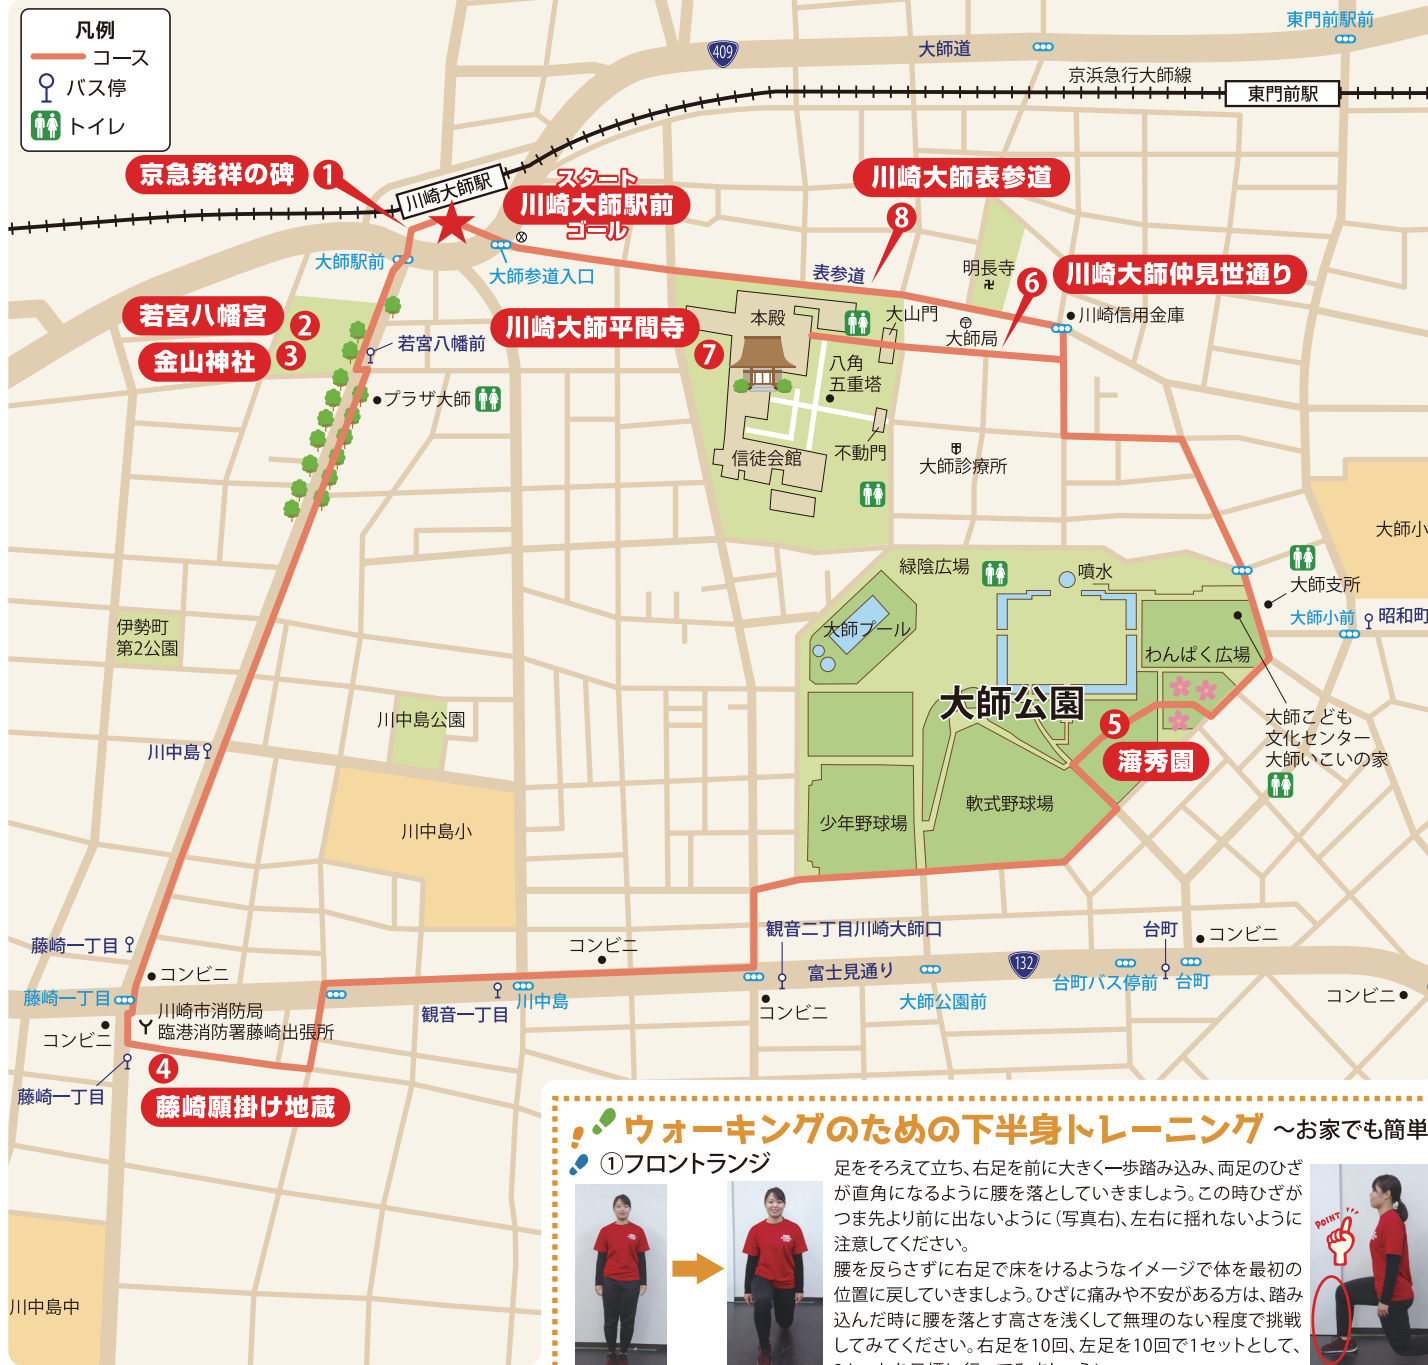 凡例
コース
バス停
トイレ
東門前駅前
409
大師道
京浜急行大師線
東門前駅
京急発祥の碑
1
川崎大師駅
スタート
川崎大師駅前
ゴール
川崎大師表参道
8
大師駅前
大師参道入口
表参道
明長寺
6
川崎大師仲見世通り
若宮八幡宮
2
金山神社
3
若宮八幡前
川崎大師平間寺
7
本殿
大山門
大師局
川崎信用金庫
八角
五重塔
プラザ大師
信徒会館
不動門
大師診療所
大師小
緑陰広場
噴水
大師支所
大師小前
昭和町
伊勢町
第2公園
大師プール
わんぱく広場
大師公園
川中島公園
5
瀋秀園
大師こども
文化センター
大師いこいの家
川中島
川中島小
少年野球場
軟式野球場
藤崎一丁目
コンビニ
コンビニ
観音二丁目川崎大師口
台町
コンビニ
富士見通り
132
台町バス停前
台町
藤崎一丁目
川崎市消防局
臨港消防署藤崎出張所
コンビニ
観音一丁目
川中島
コンビニ
大師公園前
コンビニ
4
藤崎願掛け地蔵
藤崎一丁目
川中島中
ウォーキングのための下半身トレーニング ～お家でも簡単
①フロントランジ
足をそろえて立ち、右足を前に大きく一歩踏み込み、両足のひざ
が直角になるように腰を落としていきましょう。この時ひざが
つま先より前に出ないように（写真右）、左右に揺れないように
注意してください。
腰を反らさずに右足で床をけるようなイメージで体を最初の
位置に戻していきましょう。ひざに痛みや不安がある方は、踏み
込んだ時に腰を落とす高さを浅くして無理のない程度で挑戦
してみてください。右足を10回、左足を10回で1セットとして、
POINT